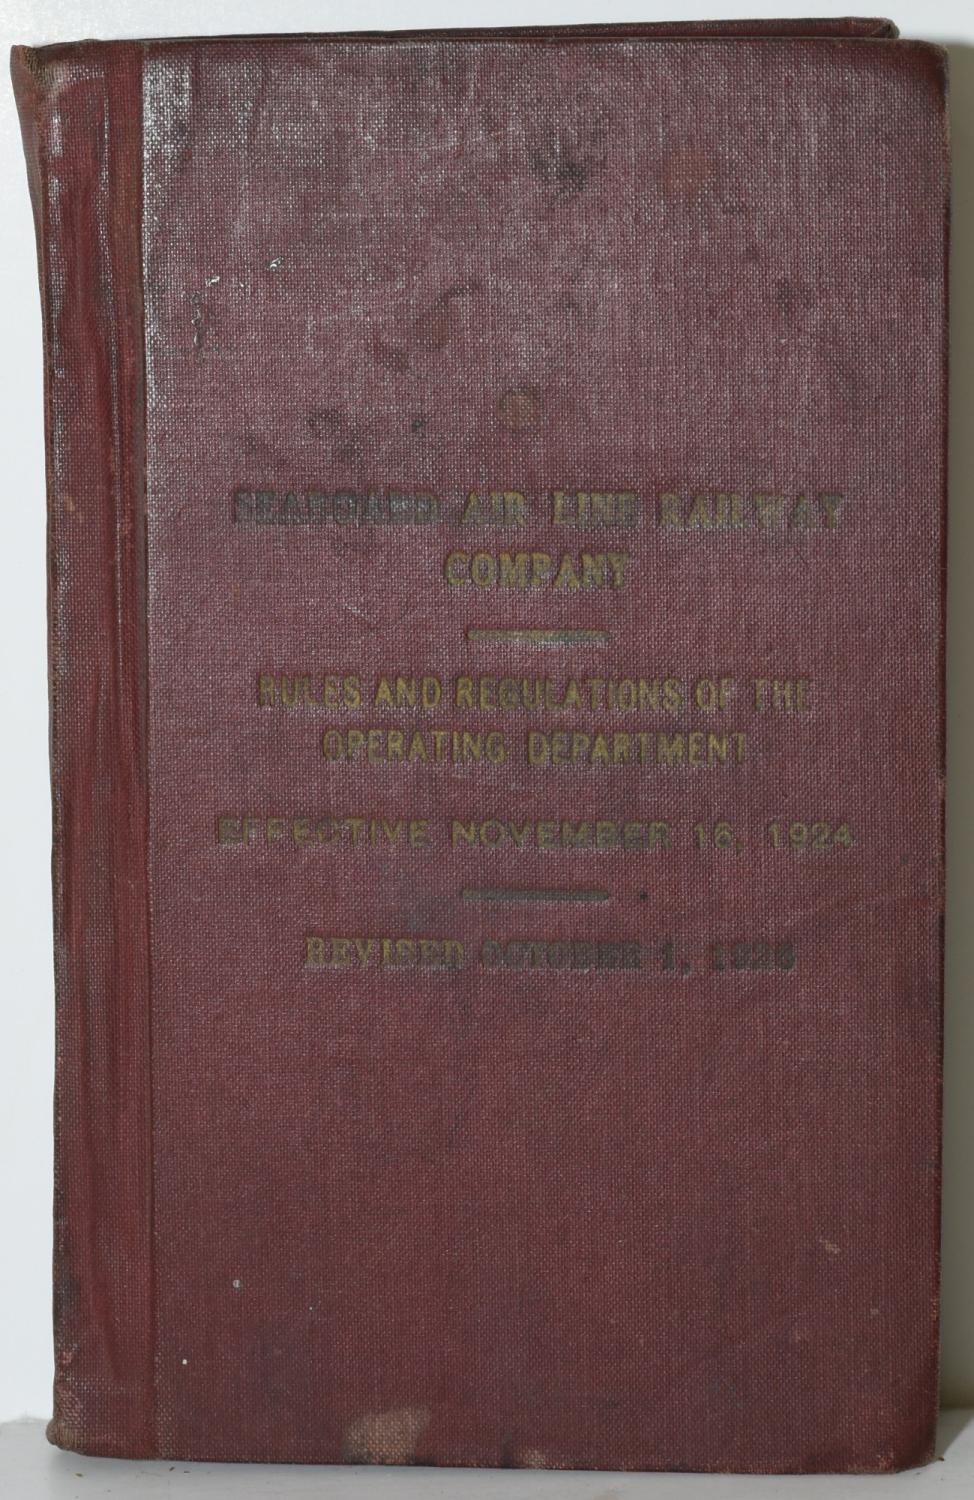 SEABOARD AIR LINE RAILWAY
COMPANY
RULES AND REGULATIONS OF THE
OPERATING DEPARTMENT
EFFECTIVE NOVEMBER 16, 1924
REVISED OCTOBER 1, 1926